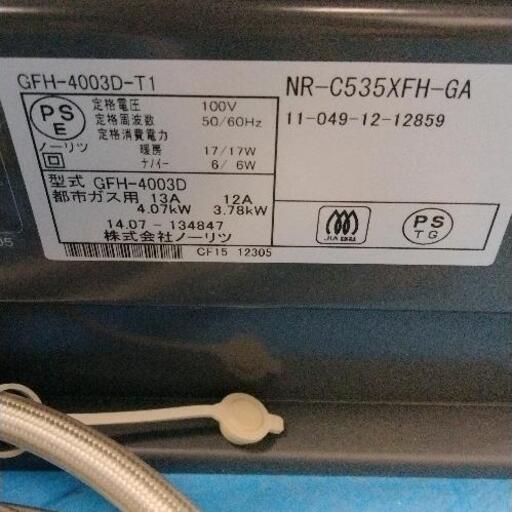 GFH-4003D-T1
NR-C535XFH-GA
11-049-12-12859
PS
E
ノーリツ
定格電圧 100V
定格周波数 50/60Hz
定格消費電力
暖房 17/17W
ナノイー 6/ 6W
型式 GFH-4003D
都市ガス用 13A 12A
4.07kW 3.78kW
14.07 - 134847
株式会社ノーリツ
CF15 12305
PS
TG